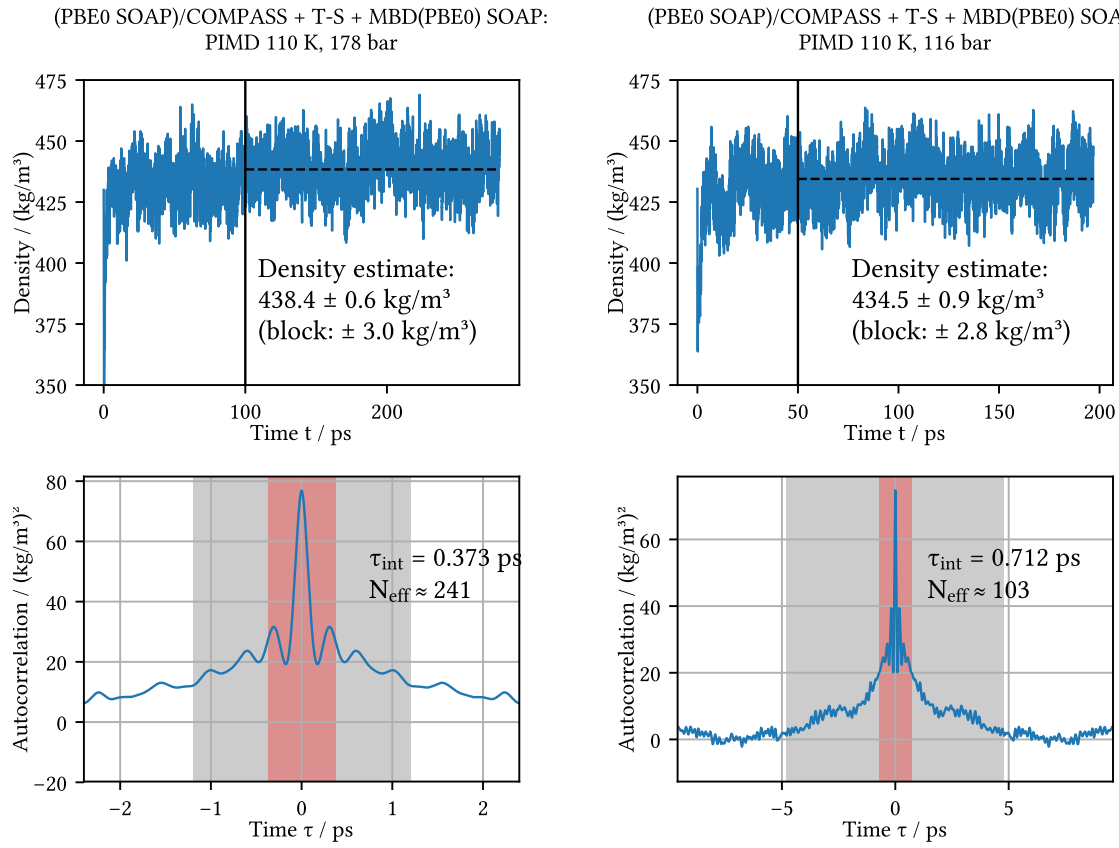 (PBE0 SOAP)/COMPASS + T-S + MBD(PBE0) SOAP:
PIMD 110 K, 178 bar
475
450
425
400
375
350
Density / (kg/m³)
Density estimate:
438.4 ± 0.6 kg/m³
(block: ± 3.0 kg/m³)
0
100
200
Time t / ps
(PBE0 SOAP)/COMPASS + T-S + MBD(PBE0) SOA
PIMD 110 K, 116 bar
475
450
425
400
375
350
Density / (kg/m³)
Density estimate:
434.5 ± 0.9 kg/m³
(block: ± 2.8 kg/m³)
0
50
100
150
200
Time t / ps
80
60
40
20
0
−20
Autocorrelation / (kg/m³)²
τint = 0.373 ps
Neff ≈ 241
−2
−1
0
1
2
Time τ / ps
60
40
20
0
Autocorrelation / (kg/m³)²
τint = 0.712 ps
Neff ≈ 103
−5
0
5
Time τ / ps